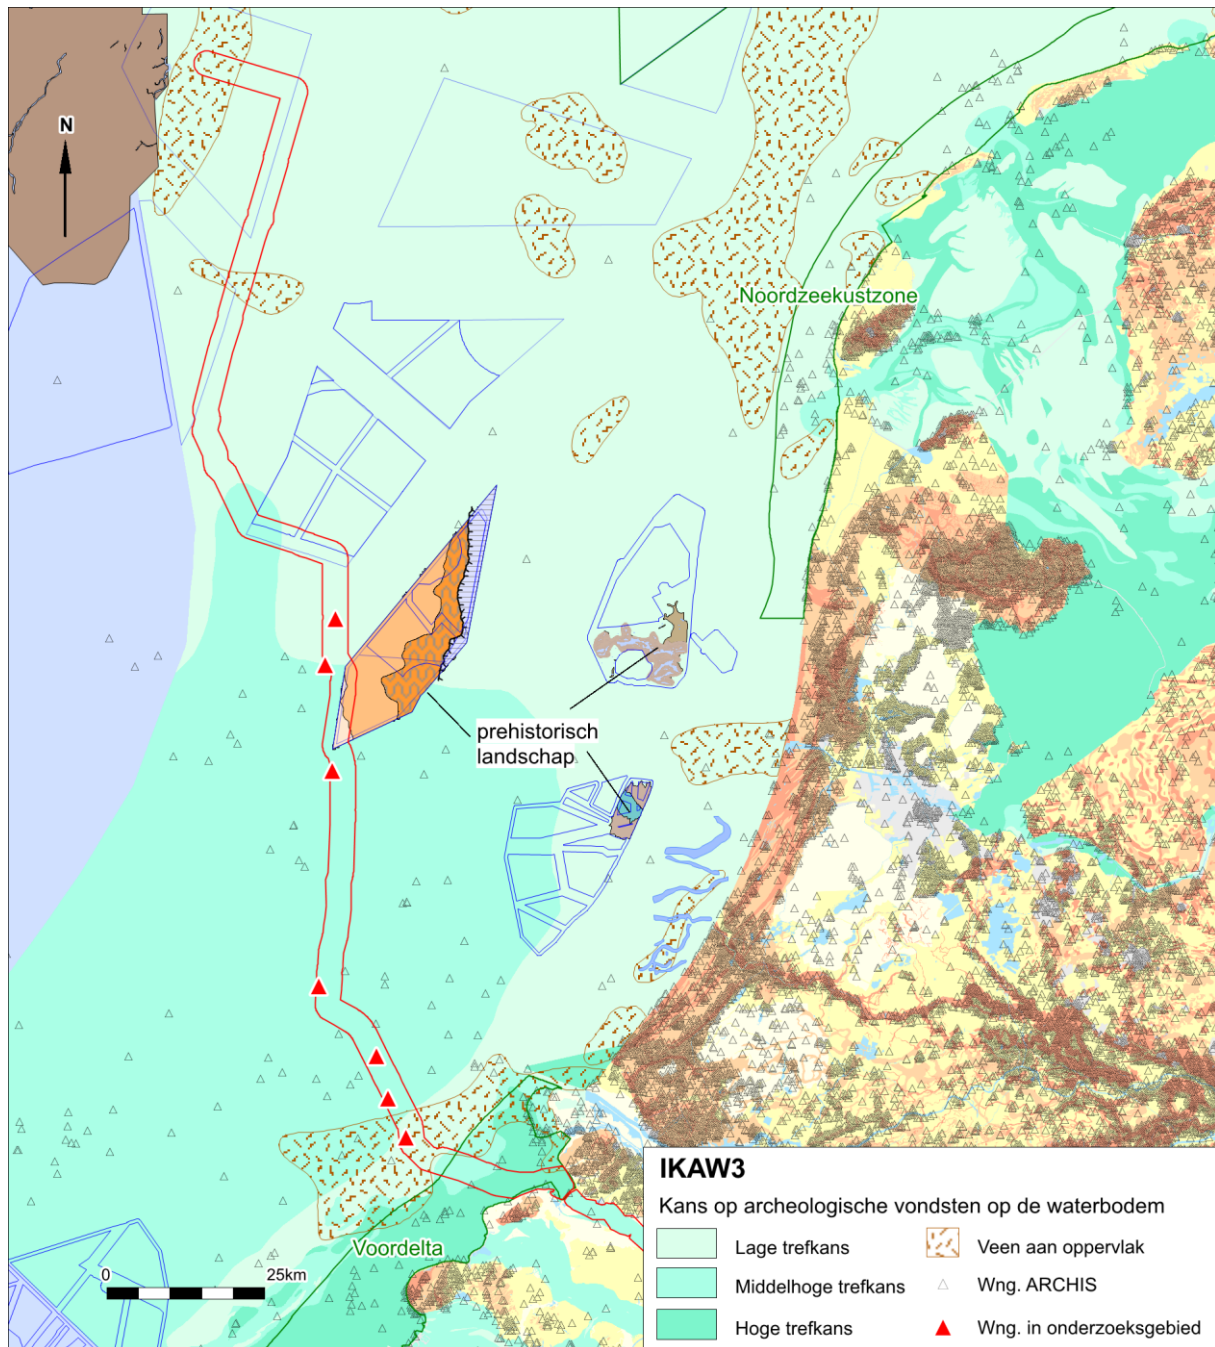 N
Noordzeekustzone
prehistorisch
landschap
Voordelta
0 25km
IKAW3
Kans op archeologische vondsten op de waterbodem
Lage trefkans
Veen aan oppervlak
Middelhoge trefkans
Wng. ARCHIS
Hoge trefkans
Wng. in onderzoeksgebied